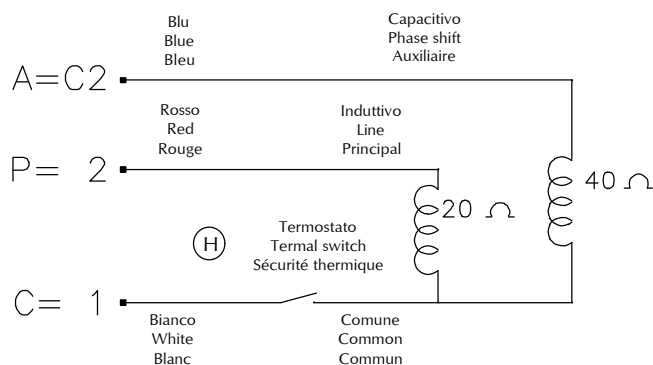 Blu
Blue
Bleu
Capacitivo
Phase shift
Auxiliaire
A=C2
Rosso
Red
Rouge
Induttivo
Line
Principal
P= 2
40 Ω
20 Ω
H
Termostato
Termal switch
Sécurité thermique
C= 1
Bianco
White
Blanc
Comune
Common
Commun